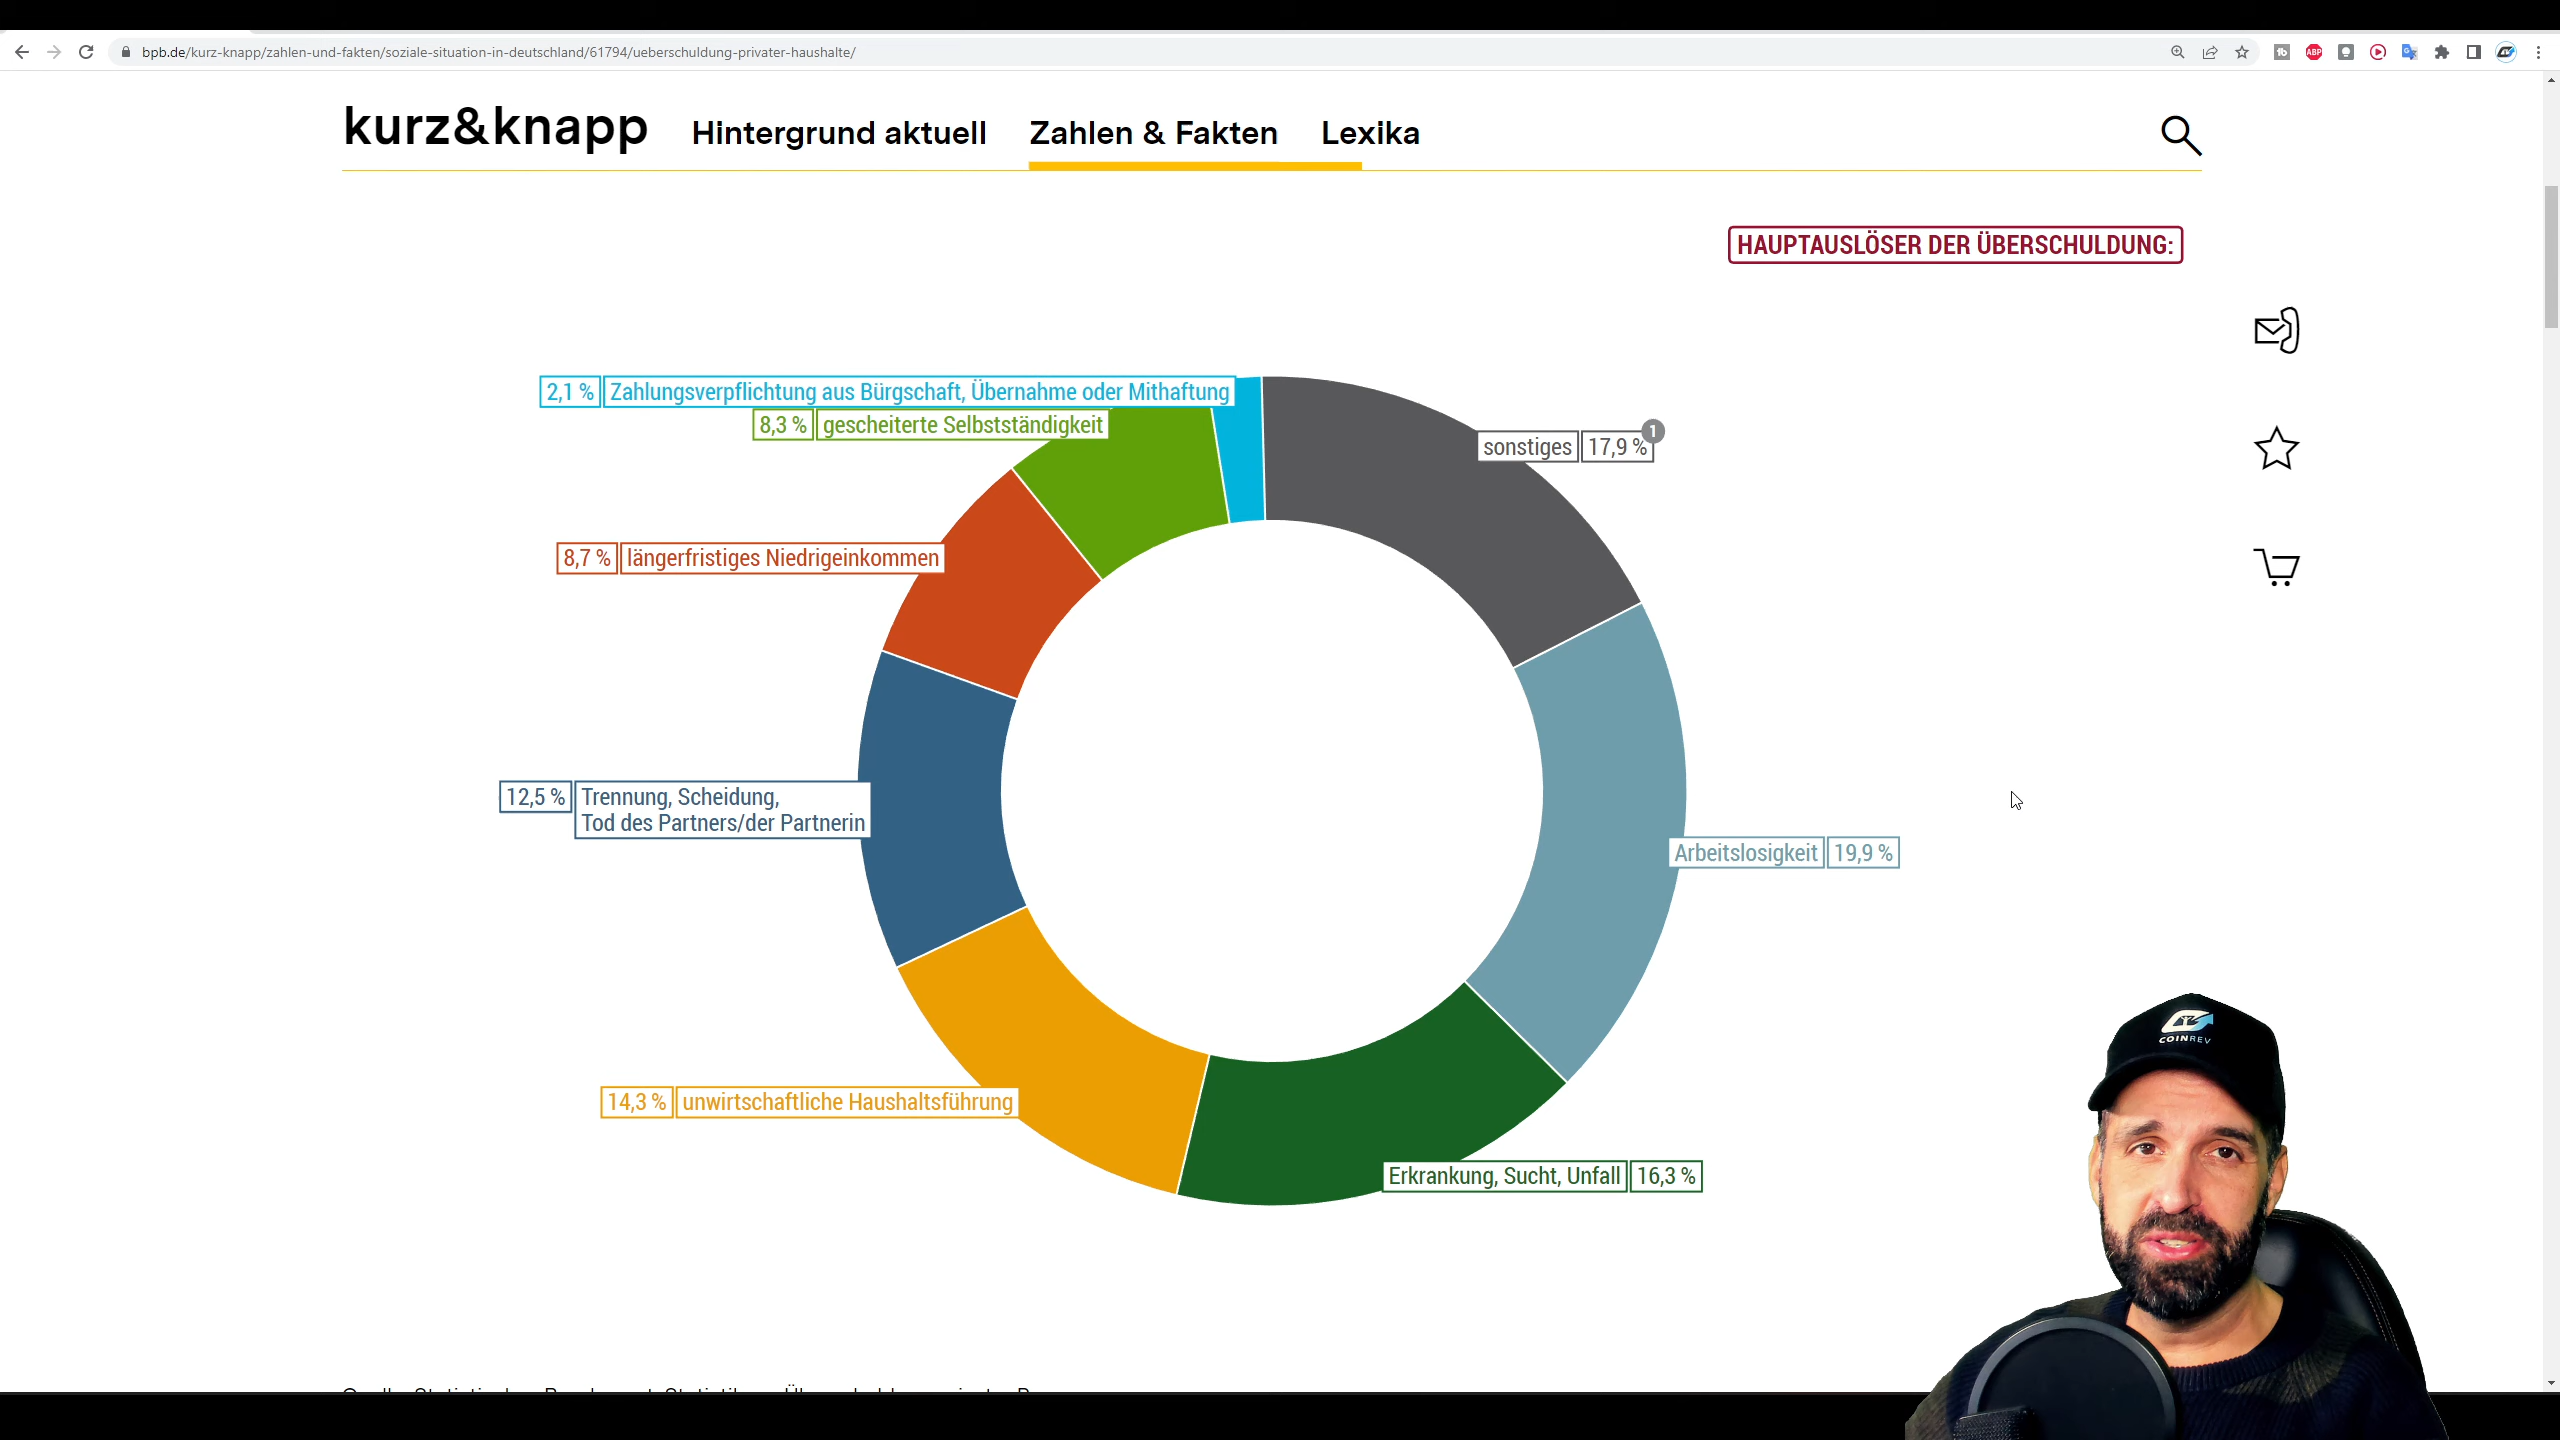 bpb.de/kurz-knapp/zahlen-und-fakten/soziale-situation-in-deutschland/61794/ueberschuldung-privater-haushalte/
ABP
kurz&knapp Hintergrund aktuell Zahlen & Fakten Lexika
HAUPTAUSLÖSER DER ÜBERSCHULDUNG:
2,1 % Zahlungsverpflichtung aus Bürgschaft, Übernahme oder Mithaftung
8,3 % gescheiterte Selbstständigkeit
sonstiges 17,9 % 1
8,7 % längerfristiges Niedrigeinkommen
12,5 % Trennung, Scheidung,
Tod des Partners/der Partnerin
Arbeitslosigkeit 19,9 %
14,3 % unwirtschaftliche Haushaltsführung
Erkrankung, Sucht, Unfall 16,3 %
COINREV